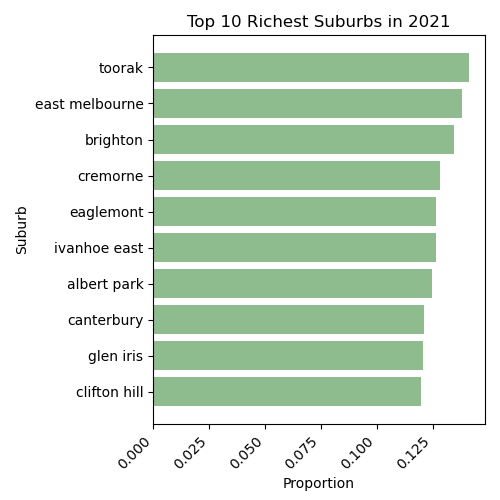 Top 10 Richest Suburbs in 2021
toorak
east melbourne
brighton
cremorne
eaglemont
ivanhoe east
albert park
canterbury
glen iris
clifton hill
Suburb
0.000 0.025 0.050 0.075 0.100 0.125
Proportion